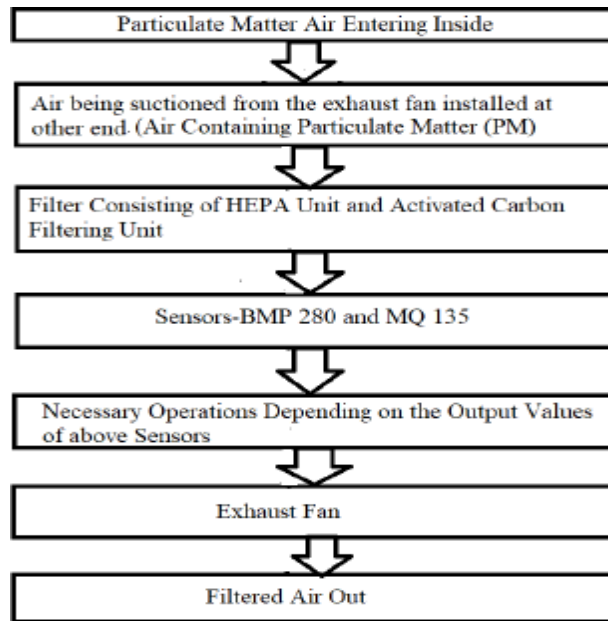 Particulate Matter Air Entering Inside
Air being suctioned from the exhaust fan installed at
other end. (Air Containing Particulate Matter (PM)
Filter Consisting of HEPA Unit and Activated Carbon
Filtering Unit
Sensors-BMP 280 and MQ 135
Necessary Operations Depending on the Output Values
of above Sensors
Exhaust Fan
Filtered Air Out